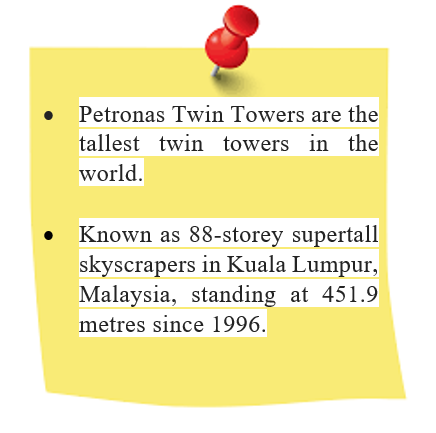 • Petronas Twin Towers are the
tallest twin towers in the
world.
• Known as 88-storey supertall
skyscrapers in Kuala Lumpur,
Malaysia, standing at 451.9
metres since 1996.